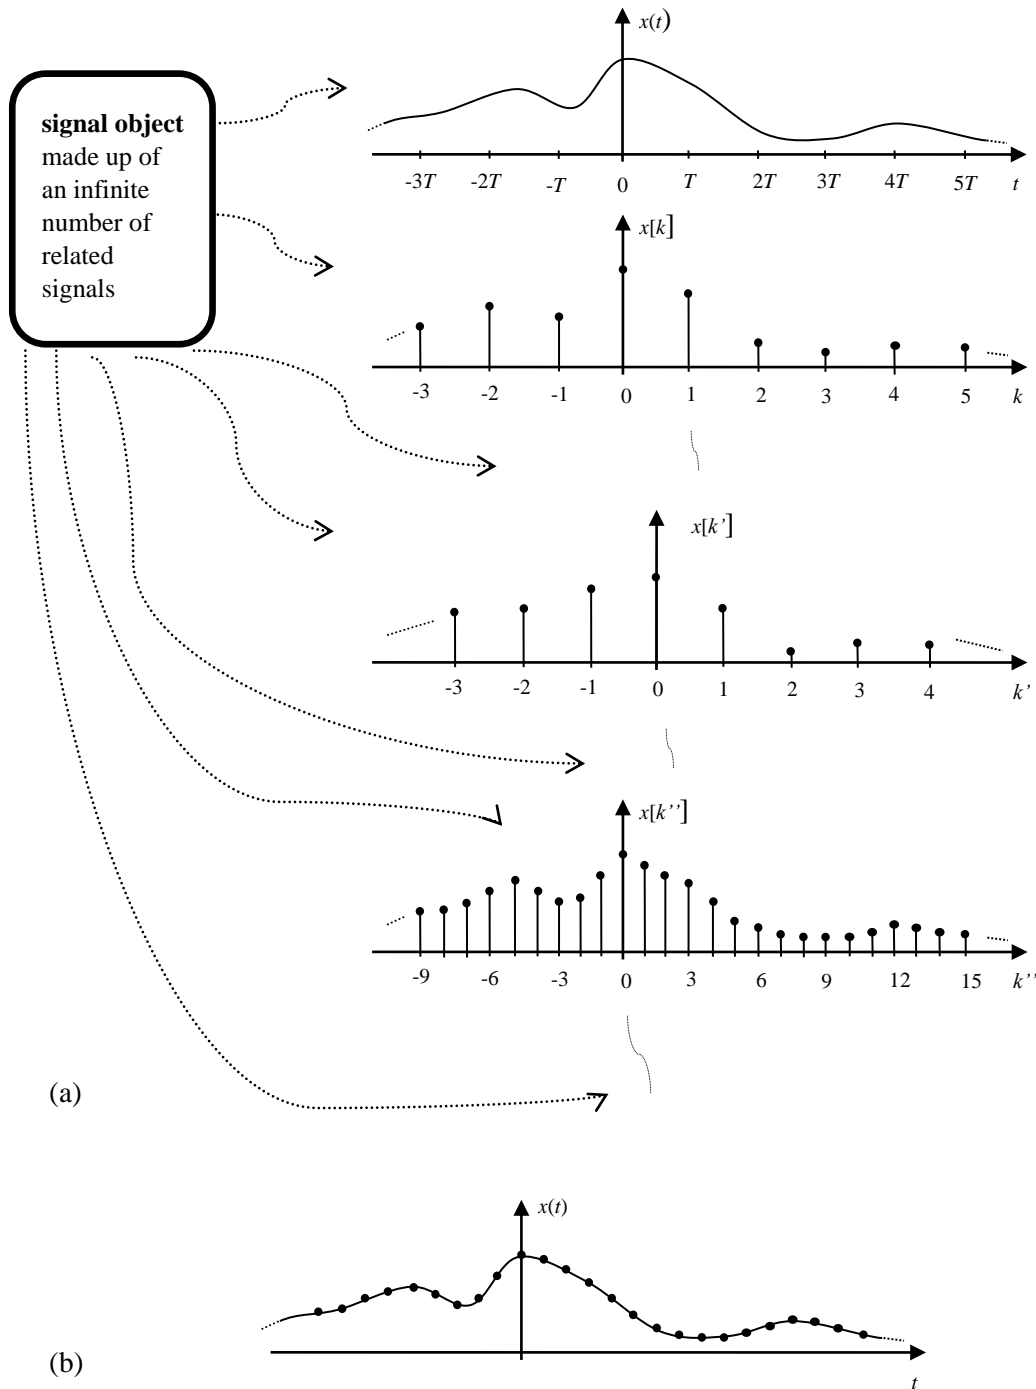 x(t)
signal object
made up of
an infinite
number of
related
signals
-3T -2T -T 0 T 2T 3T 4T 5T t
x[k]
-3 -2 -1 0 1 2 3 4 5 k
x[k’]
-3 -2 -1 0 1 2 3 4 k’
x[k’’]
-9 -6 -3 0 3 6 9 12 15 k’’
(a)
x(t)
(b)
t